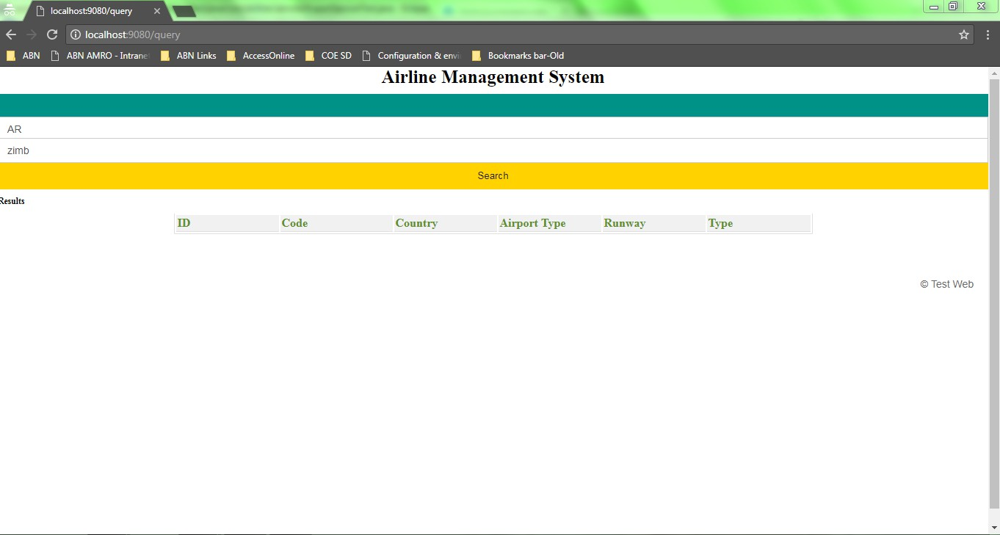 localhost:9080/query
localhost:9080/query
ABN ABN AMRO - Intranet ABN Links AccessOnline COE SD Configuration & envi Bookmarks bar-Old
Airline Management System
AR
zimb
Search
Results
ID Code Country Airport Type Runway Type
© Test Web